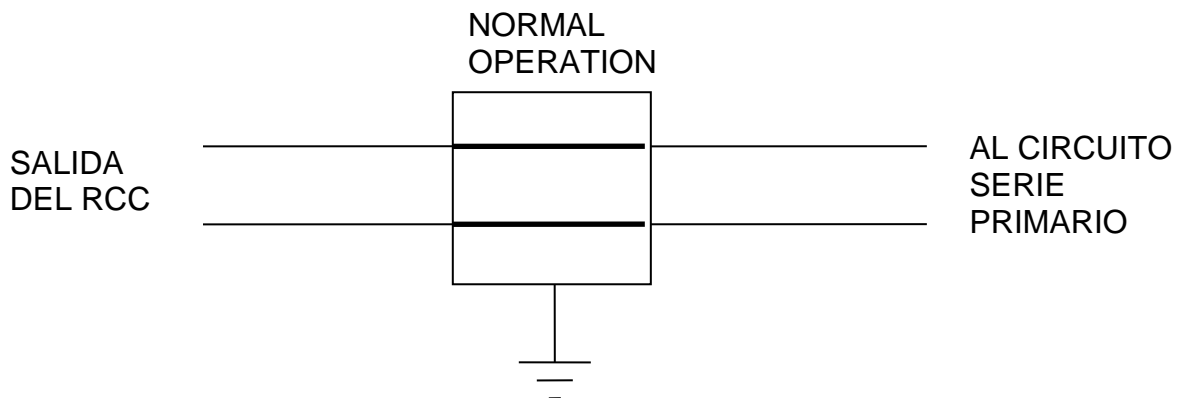 NORMAL
OPERATION
SALIDA
DEL RCC
AL CIRCUITO
SERIE
PRIMARIO